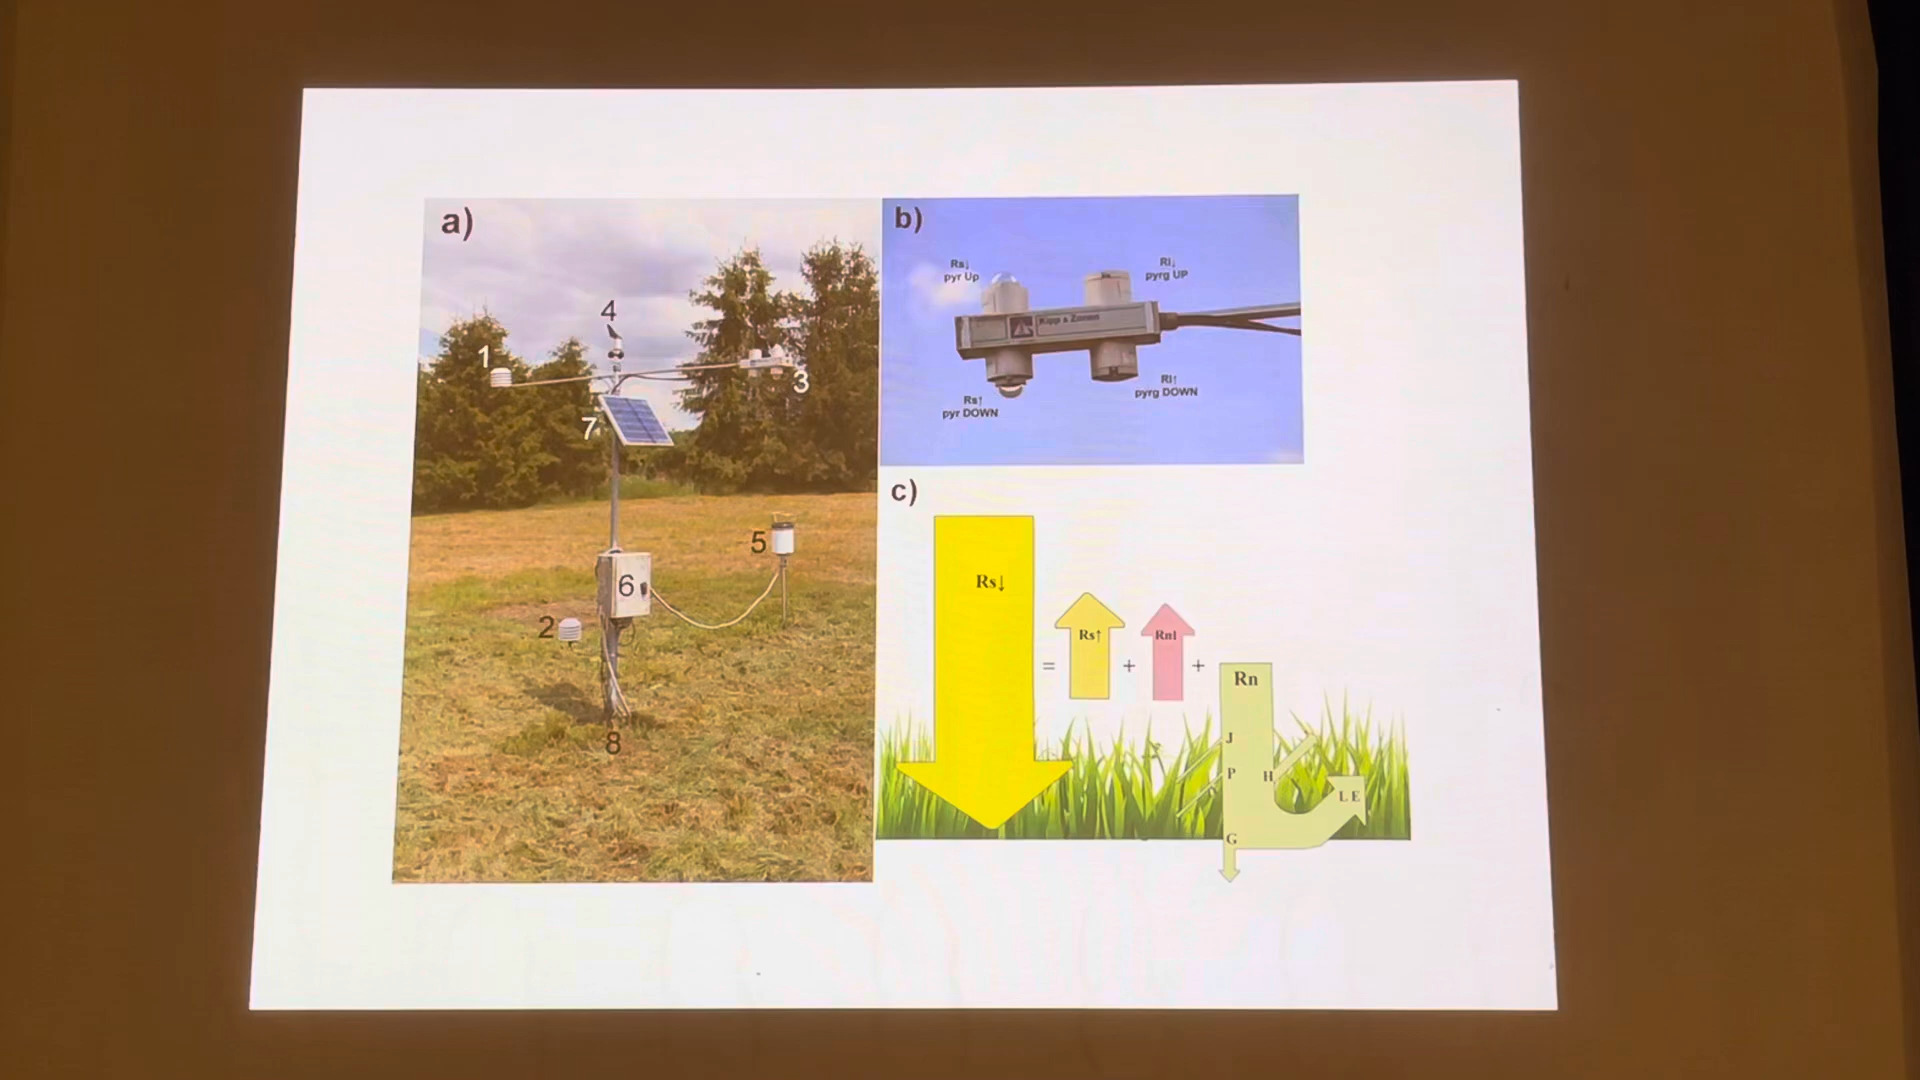 a)
4
1
3
7
5
6
2
8
b)
Rs↓
pyr Up
Rl↓
pyrg UP
Kipp & Zonen
Rs↑
pyr DOWN
Rl↑
pyrg DOWN
c)
Rs↓
=
Rs↑
+
Rnl
+
Rn
J
P
H
L E
G